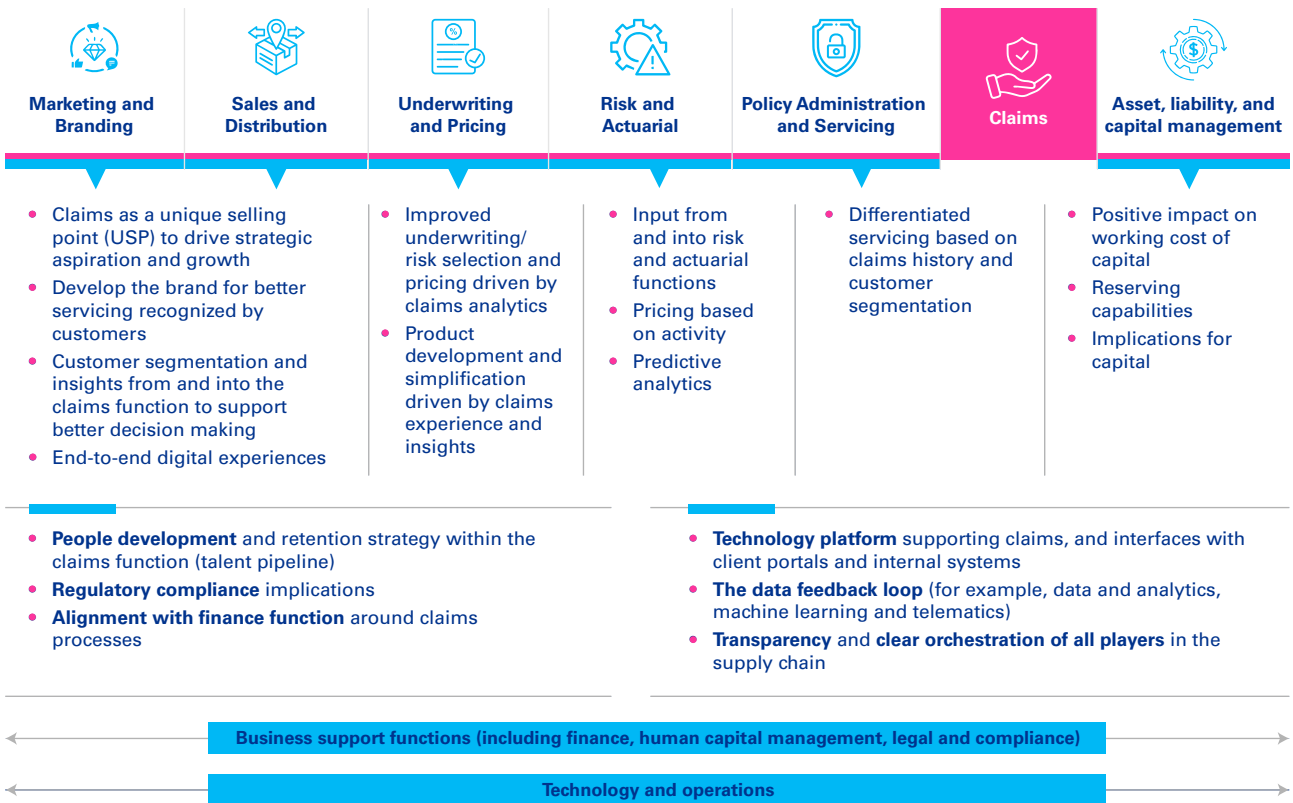 Marketing and
Branding
Sales and
Distribution
%
Underwriting
and Pricing
Risk and
Actuarial
Policy Administration
and Servicing
Claims
$
Asset, liability, and
capital management
• Claims as a unique selling
point (USP) to drive strategic
aspiration and growth
• Develop the brand for better
servicing recognized by
customers
• Customer segmentation and
insights from and into the
claims function to support
better decision making
• End-to-end digital experiences
• Improved
underwriting/
risk selection and
pricing driven by
claims analytics
• Product
development and
simplification
driven by claims
experience and
insights
• Input from
and into risk
and actuarial
functions
• Pricing based
on activity
• Predictive
analytics
• Differentiated
servicing based on
claims history and
customer
segmentation
• Positive impact on
working cost of
capital
• Reserving
capabilities
• Implications for
capital
• People development and retention strategy within the
claims function (talent pipeline)
• Regulatory compliance implications
• Alignment with finance function around claims
processes
• Technology platform supporting claims, and interfaces with
client portals and internal systems
• The data feedback loop (for example, data and analytics,
machine learning and telematics)
• Transparency and clear orchestration of all players in the
supply chain
Business support functions (including finance, human capital management, legal and compliance)
Technology and operations